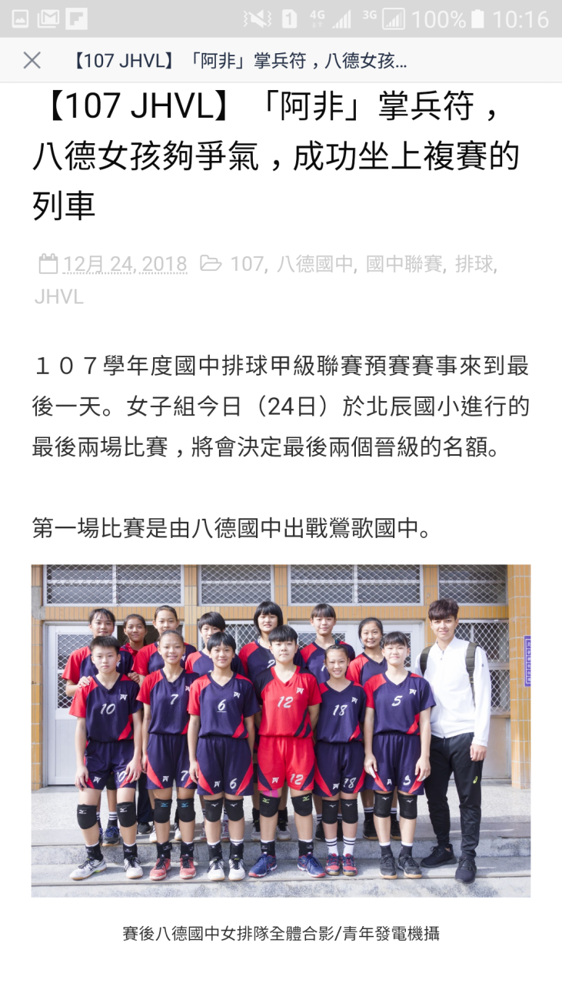 1 4G 3G 100% 10:16
【107 JHVL】「阿非」掌兵符，八德女孩...
【107 JHVL】「阿非」掌兵符，
八德女孩夠爭氣，成功坐上複賽的
列車
12月 24, 2018 107, 八德國中, 國中聯賽, 排球,
JHVL
１０７學年度國中排球甲級聯賽預賽賽事來到最
後一天。女子組今日（24日）於北辰國小進行的
最後兩場比賽，將會決定最後兩個晉級的名額。
第一場比賽是由八德國中出戰鶯歌國中。
10 7 6 12 18 5
10 7 6 12 18 5
賽後八德國中女排隊全體合影/青年發電機攝